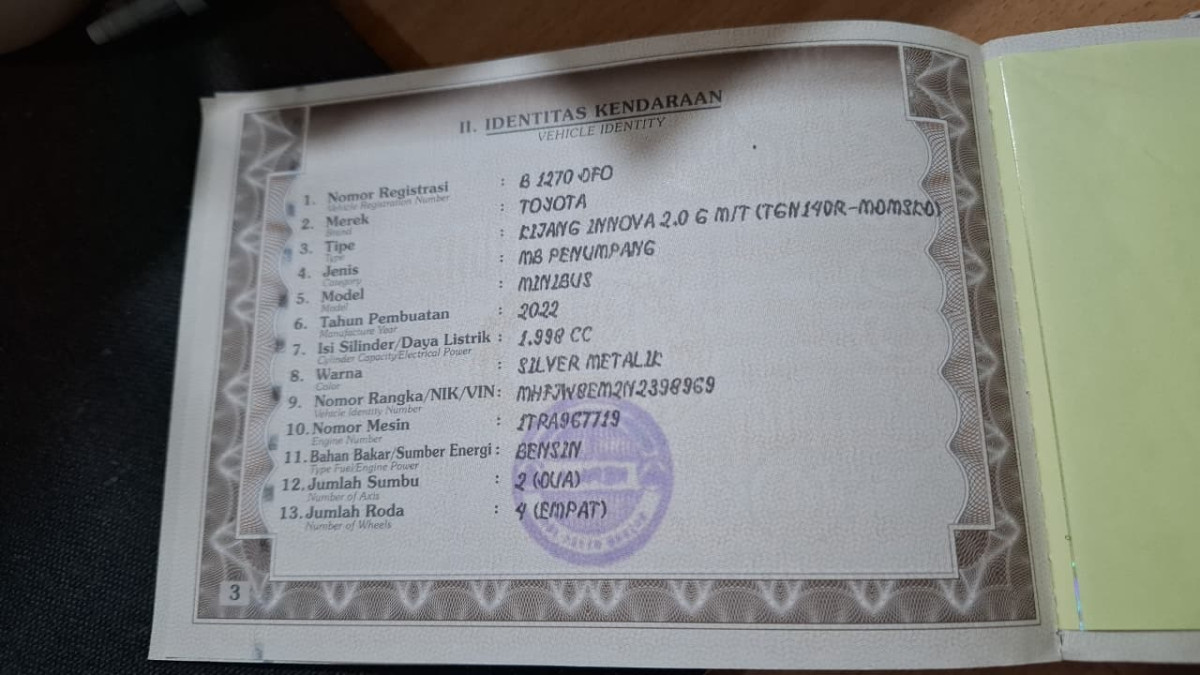 II. IDENTITAS KENDARAAN
VEHICLE IDENTITY
1. Nomor Registrasi : B 1270 DFO
Vehicle Registration Number
2. Merek : TOYOTA
Brand
3. Tipe : KIJANG INNOVA 2.0 G M/T (TGN140R-MDMSKD)
Type
4. Jenis : MB PENUMPANG
Category
5. Model : MINIBUS
Model
6. Tahun Pembuatan : 2022
Manufacture Year
7. Isi Silinder/Daya Listrik : 1.998 CC
Cylinder Capacity/Electrical Power
8. Warna : SILVER METALIK
Color
9. Nomor Rangka/NIK/VIN : MHFJW8EM2N2398969
Vehicle Identity Number
10. Nomor Mesin : 1TRA967719
Engine Number
11. Bahan Bakar/Sumber Energi : BENSIN
Type Fuel/Engine Power
12. Jumlah Sumbu : 2 (DUA)
Number of Axis
13. Jumlah Roda : 4 (EMPAT)
Number of Wheels
3